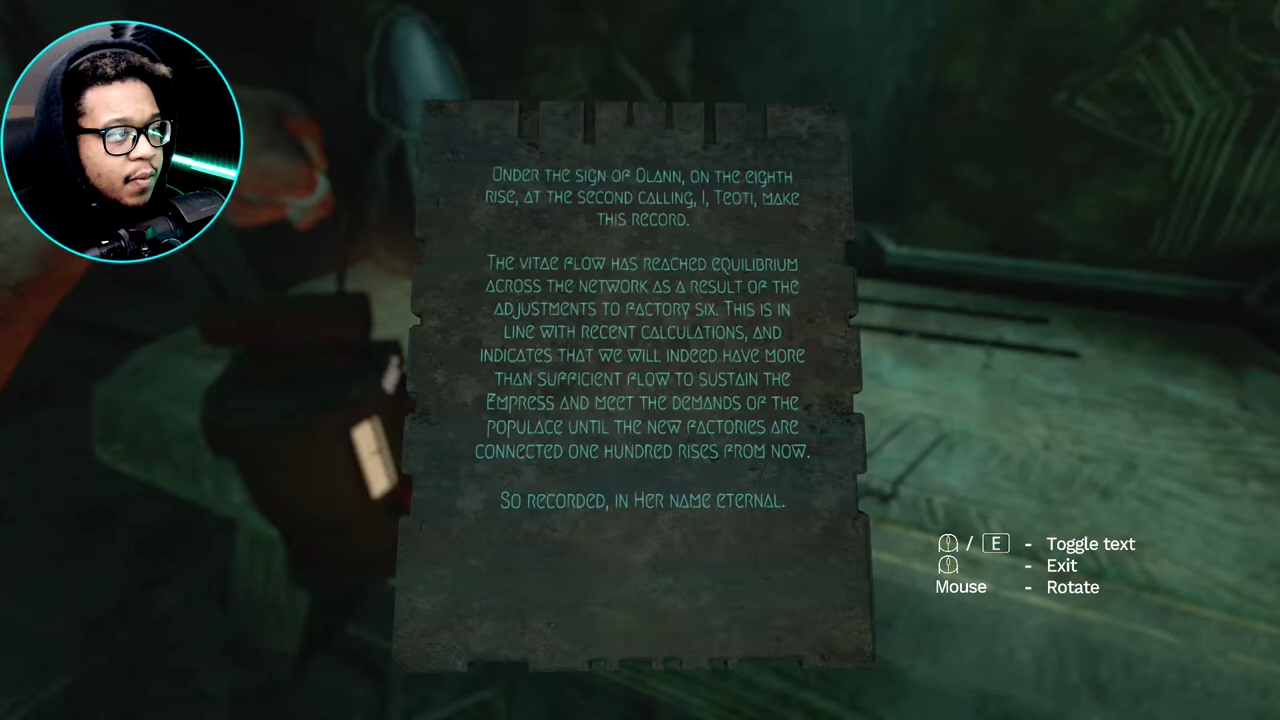 Under the sign of Olann, on the eighth
rise, at the second calling, I, Teoti, make
this record.
The vitae flow has reached equilibrium
across the network as a result of the
adjustments to factory six. This is in
line with recent calculations, and
indicates that we will indeed have more
than sufficient flow to sustain the
Empress and meet the demands of the
populace until the new factories are
connected one hundred rises from now.
So recorded, in Her name eternal.
/ E - Toggle text
- Exit
Mouse - Rotate